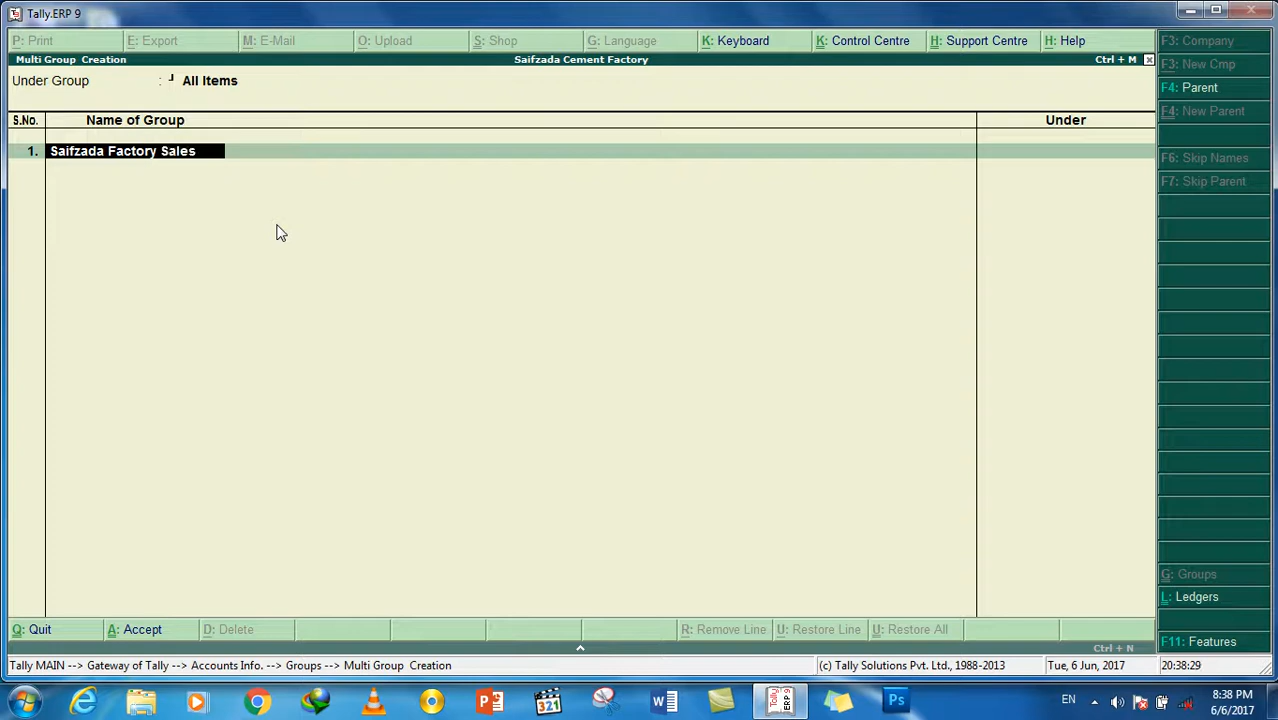 Tally.ERP 9
P: Print E: Export M: E-Mail O: Upload S: Shop G: Language K: Keyboard K: Control Centre H: Support Centre H: Help F3: Company
Multi Group Creation Saifzada Cement Factory Ctrl + M F3: New Cmp
Under Group : All Items F4: Parent
F4: New Parent
S.No. Name of Group Under
1. Saifzada Factory Sales F6: Skip Names
F7: Skip Parent
G: Groups
L: Ledgers
Q: Quit A: Accept D: Delete R: Remove Line U: Restore Line U: Restore All F11: Features
Ctrl + N
Tally MAIN --> Gateway of Tally --> Accounts Info. --> Groups --> Multi Group Creation (c) Tally Solutions Pvt. Ltd., 1988-2013 Tue, 6 Jun, 2017 20:38:29
321 Tally ERP 9 Ps EN 8:38 PM
6/6/2017